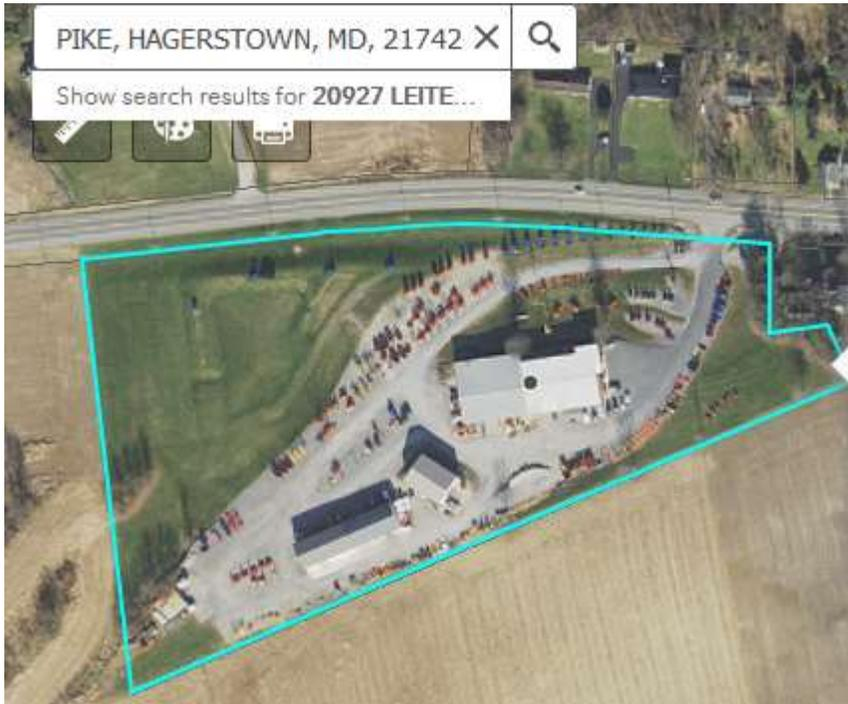 PIKE, HAGERSTOWN, MD, 21742
Show search results for 20927 LEITE...